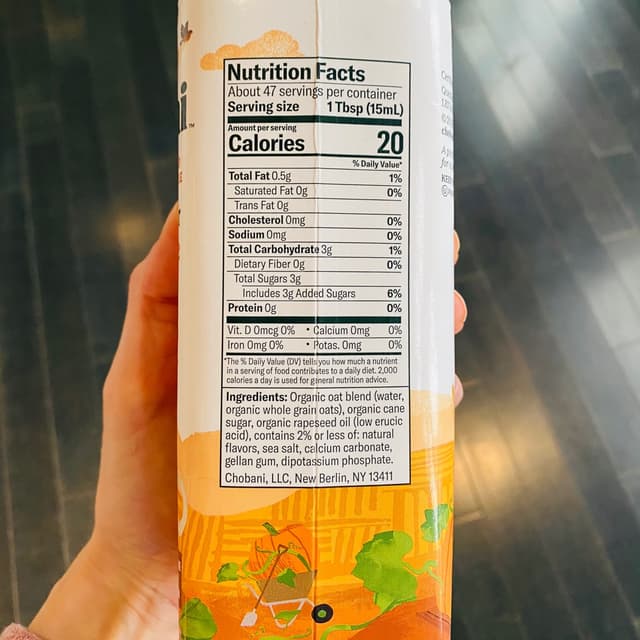 Nutrition Facts
About 47 servings per container
Serving size 1 Tbsp (15mL)
Amount per serving
Calories 20
% Daily Value*
Total Fat 0.5g 1%
Saturated Fat 0g 0%
Trans Fat 0g
Cholesterol 0mg 0%
Sodium 0mg 0%
Total Carbohydrate 3g 1%
Dietary Fiber 0g 0%
Total Sugars 3g
Includes 3g Added Sugars 6%
Protein 0g 0%
Vit. D 0mcg 0% • Calcium 0mg 0%
Iron 0mg 0% • Potas. 0mg 0%
*The % Daily Value (DV) tells you how much a nutrient
in a serving of food contributes to a daily diet. 2,000
calories a day is used for general nutrition advice.
Ingredients: Organic oat blend (water,
organic whole grain oats), organic cane
sugar, organic rapeseed oil (low erucic
acid), contains 2% or less of: natural
flavors, sea salt, calcium carbonate,
gellan gum, dipotassium phosphate.
Chobani, LLC, New Berlin, NY 13411